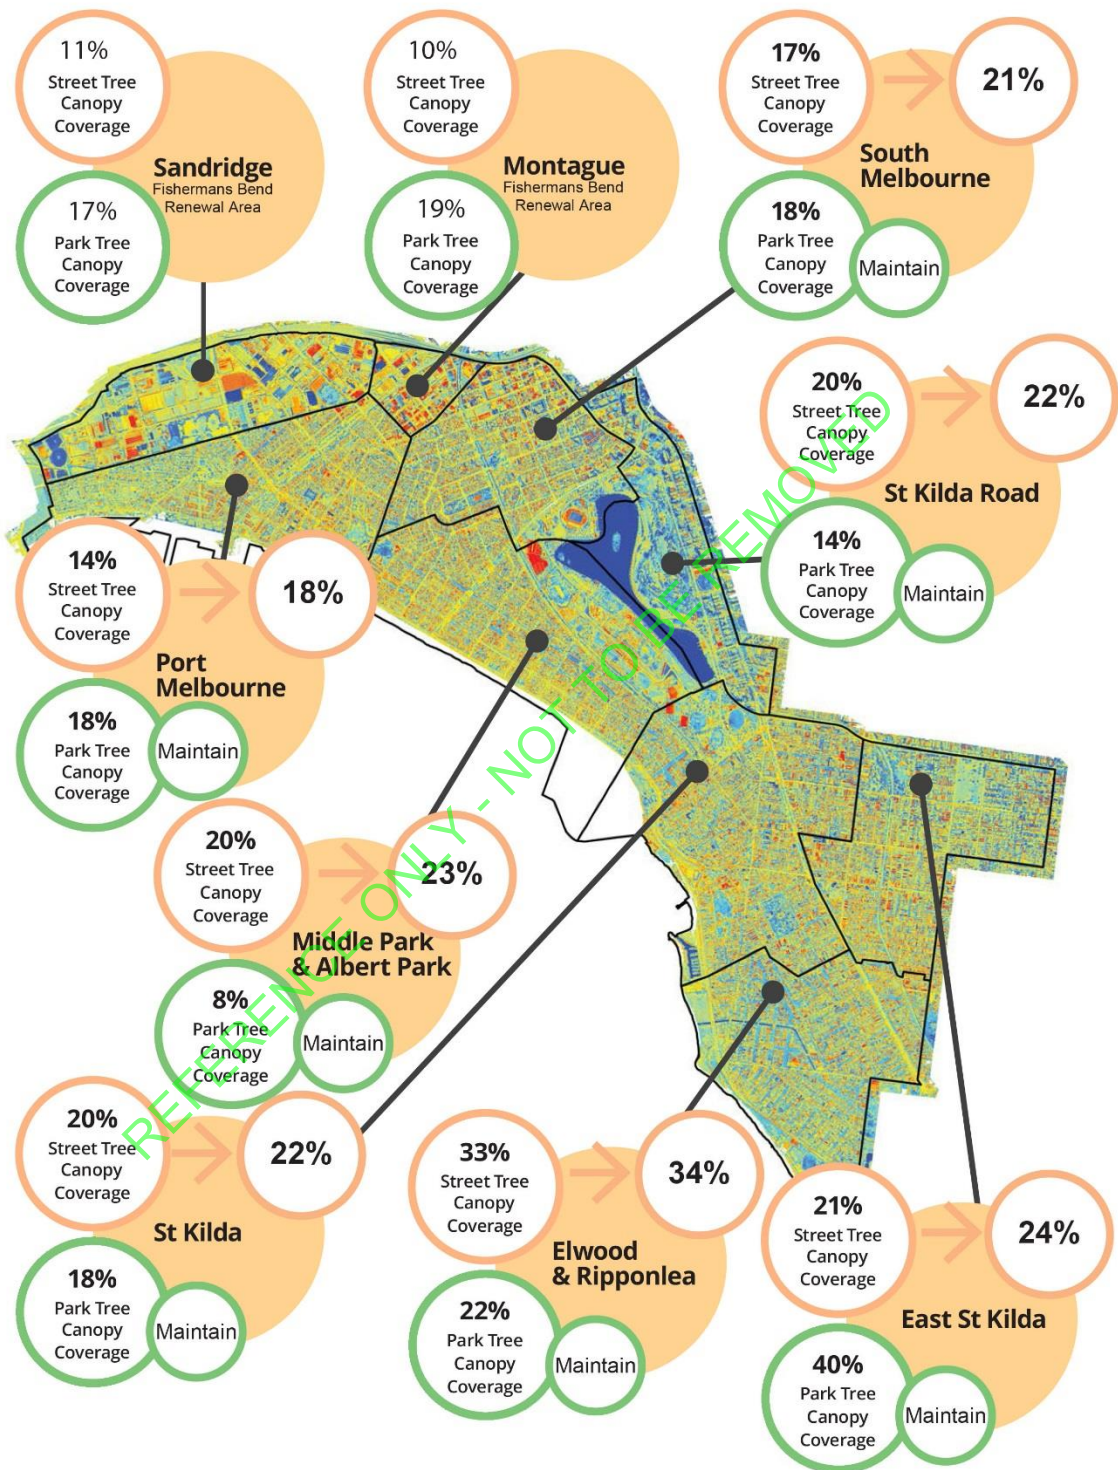 11%
Street Tree
Canopy
Coverage
Sandridge
Fishermans Bend
Renewal Area
17%
Park Tree
Canopy
Coverage
10%
Street Tree
Canopy
Coverage
Montague
Fishermans Bend
Renewal Area
19%
Park Tree
Canopy
Coverage
17%
Street Tree
Canopy
Coverage
21%
South
Melbourne
18%
Park Tree
Canopy
Coverage
Maintain
20%
Street Tree
Canopy
Coverage
22%
St Kilda Road
14%
Park Tree
Canopy
Coverage
Maintain
14%
Street Tree
Canopy
Coverage
18%
Port
Melbourne
18%
Park Tree
Canopy
Coverage
Maintain
20%
Street Tree
Canopy
Coverage
23%
Middle Park
& Albert Park
8%
Park Tree
Canopy
Coverage
Maintain
20%
Street Tree
Canopy
Coverage
22%
St Kilda
18%
Park Tree
Canopy
Coverage
Maintain
33%
Street Tree
Canopy
Coverage
34%
Elwood
& Ripponlea
22%
Park Tree
Canopy
Coverage
Maintain
21%
Street Tree
Canopy
Coverage
24%
East St Kilda
40%
Park Tree
Canopy
Coverage
Maintain
REFERENCE ONLY - NOT TO BE REMOVED